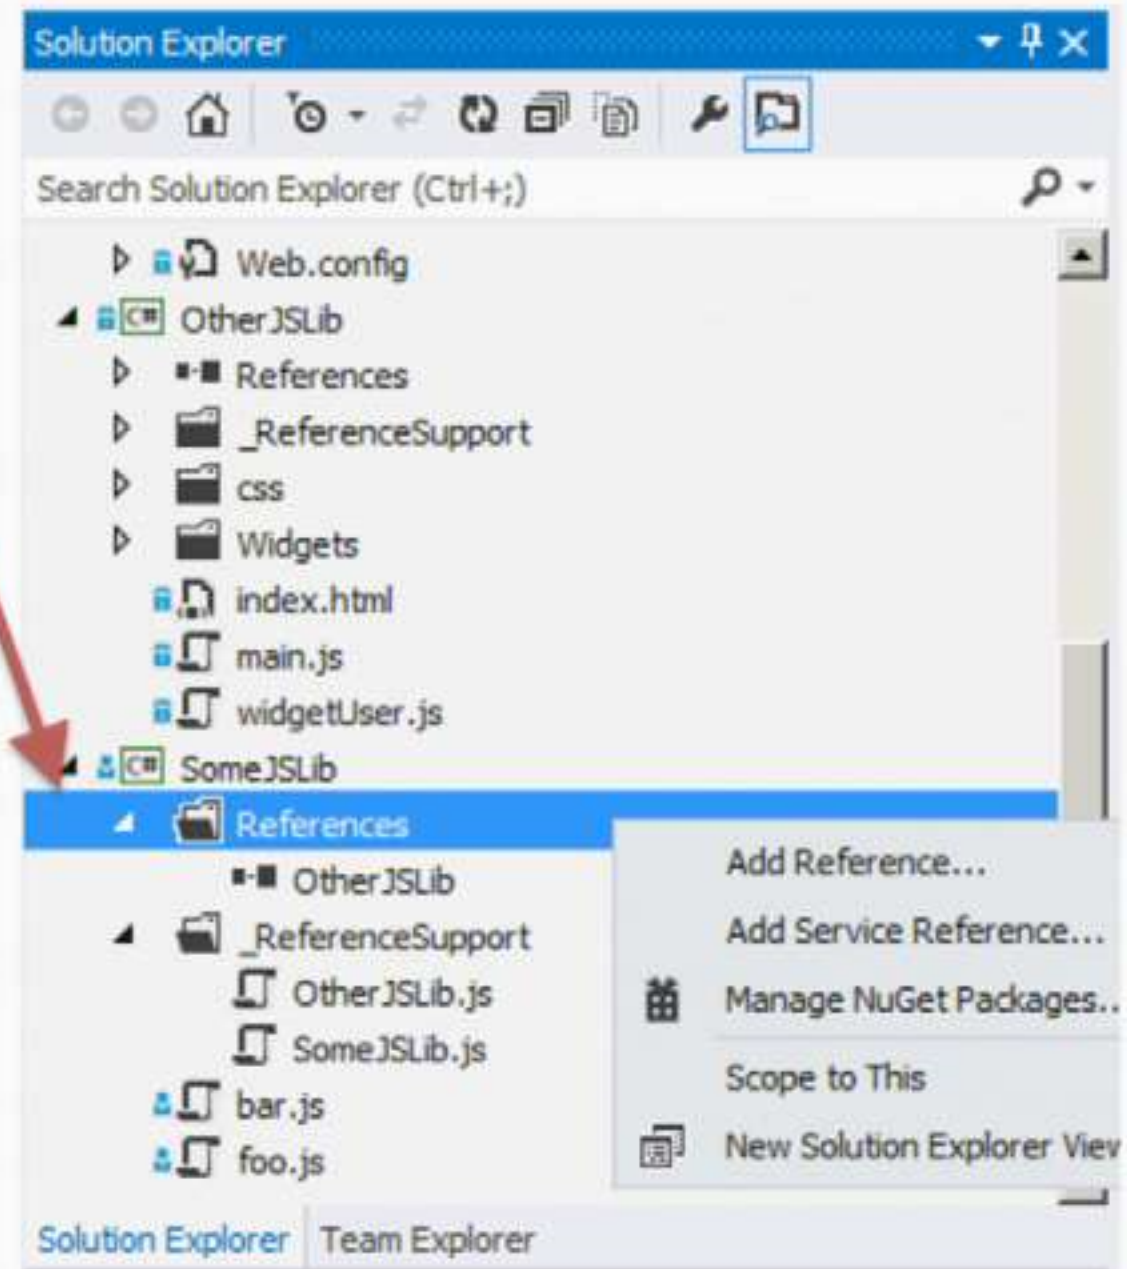 Solution Explorer
Search Solution Explorer (Ctrl+;)
Web.config
C# OtherJSLib
References
_ReferenceSupport
css
Widgets
index.html
main.js
widgetUser.js
C# SomeJSLib
References
OtherJSLib
_ReferenceSupport
OtherJSLib.js
SomeJSLib.js
bar.js
foo.js
Add Reference...
Add Service Reference...
Manage NuGet Packages..
Scope to This
New Solution Explorer View
Solution Explorer Team Explorer